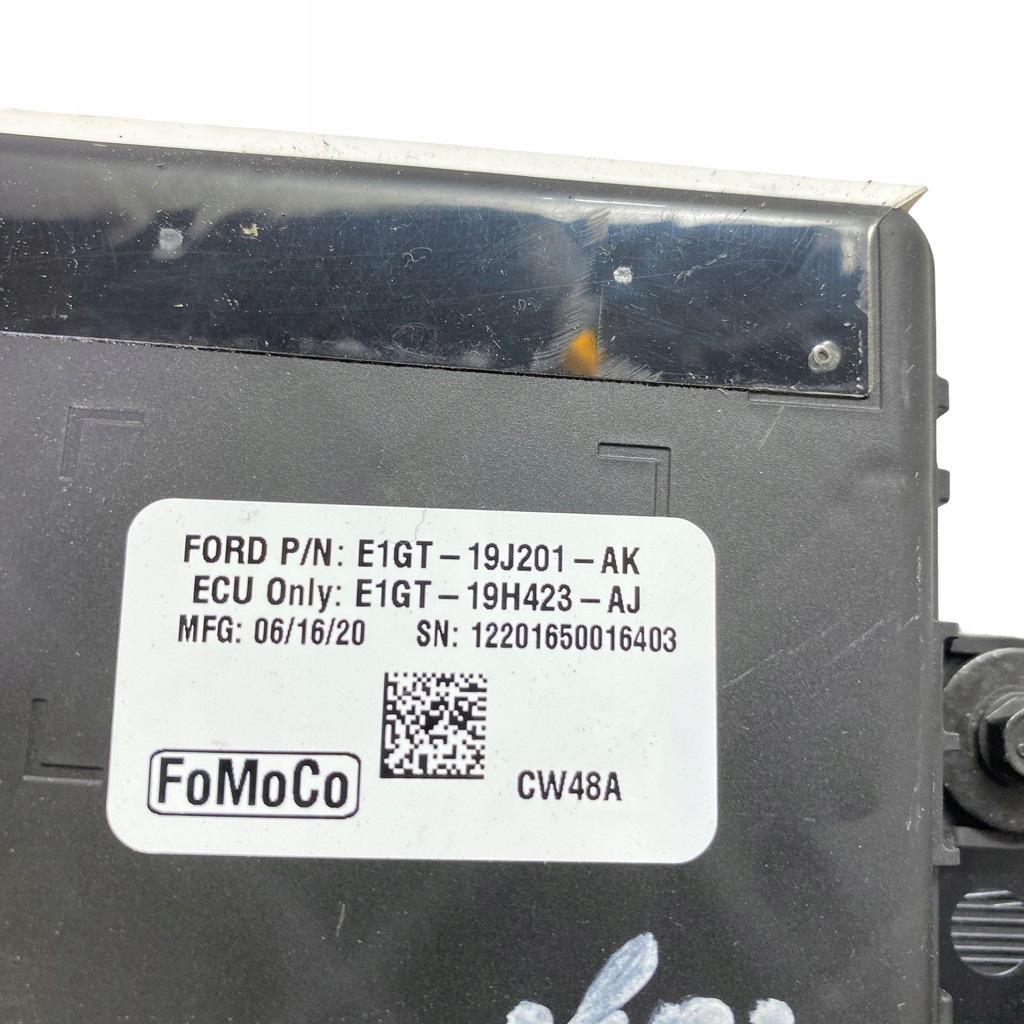 FORD P/N: E1GT-19J201-AK
ECU Only: E1GT-19H423-AJ
MFG: 06/16/20 SN: 12201650016403
FoMoCo
CW48A